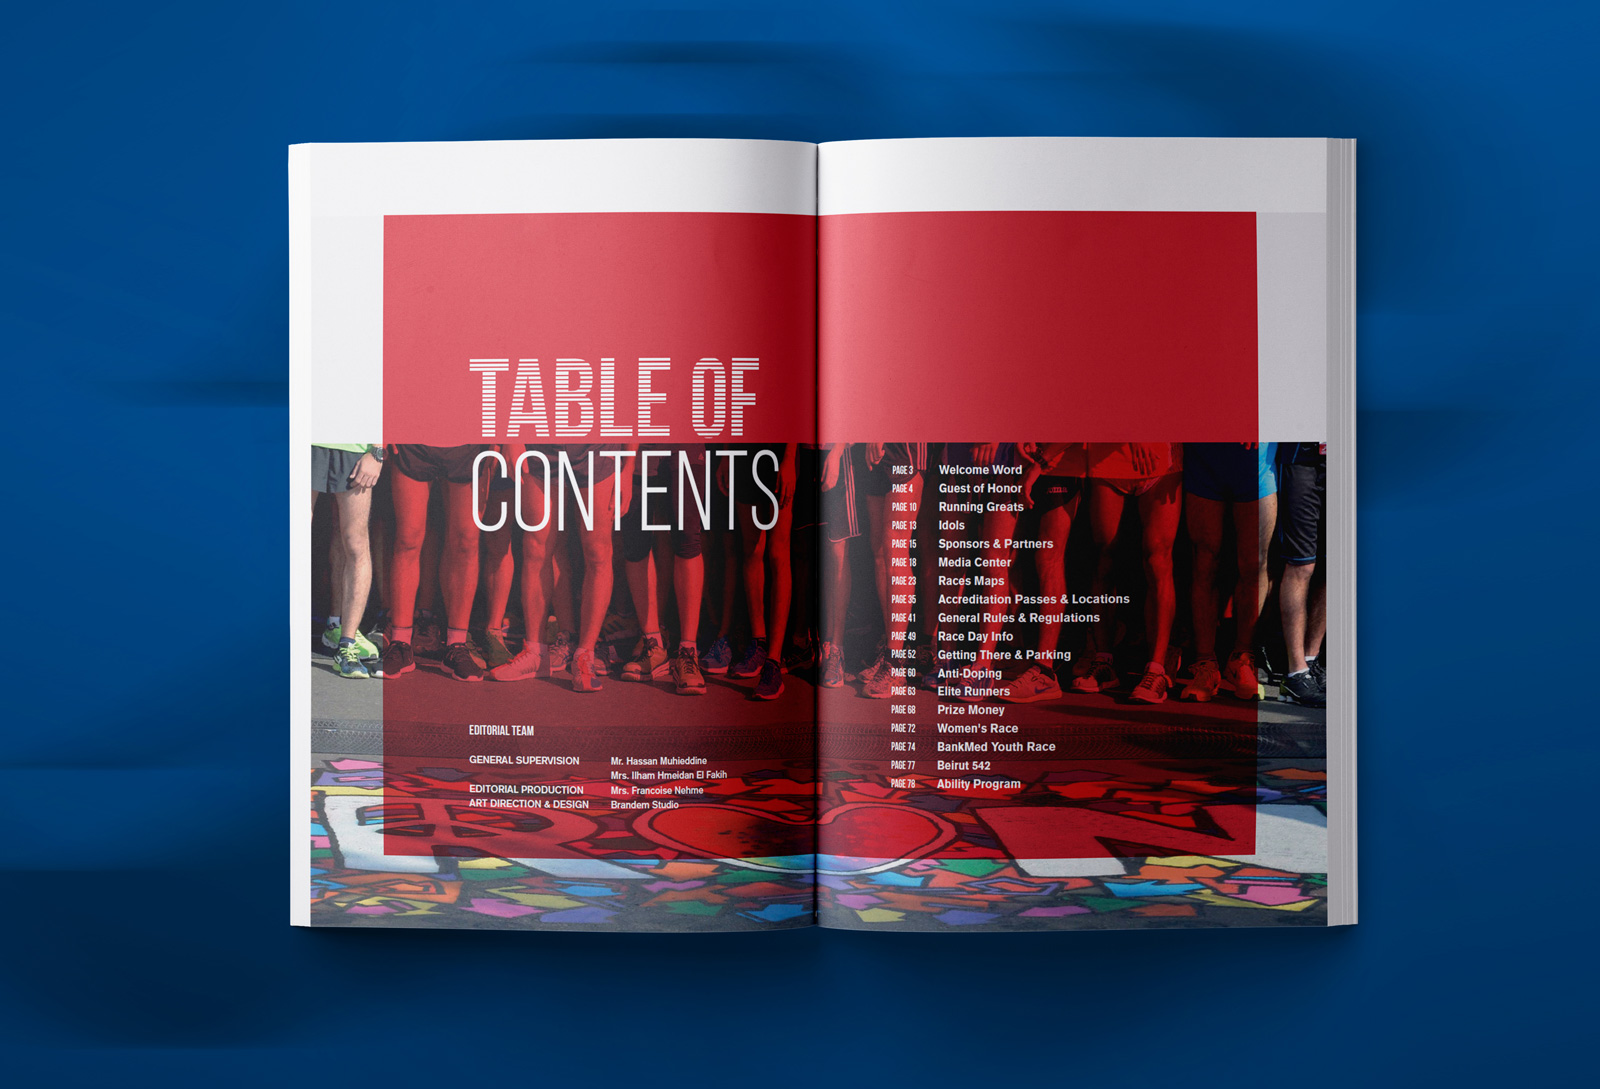 TABLE OF
CONTENTS
EDITORIAL TEAM
GENERAL SUPERVISION Mr. Hassan Muhieddine
Mrs. Ilham Hmeidan El Fakih
EDITORIAL PRODUCTION Mrs. Francoise Nehme
ART DIRECTION & DESIGN Brandem Studio
PAGE 3 Welcome Word
PAGE 4 Guest of Honor
PAGE 10 Running Greats
PAGE 13 Idols
PAGE 15 Sponsors & Partners
PAGE 18 Media Center
PAGE 23 Races Maps
PAGE 35 Accreditation Passes & Locations
PAGE 41 General Rules & Regulations
PAGE 49 Race Day Info
PAGE 52 Getting There & Parking
PAGE 60 Anti-Doping
PAGE 63 Elite Runners
PAGE 68 Prize Money
PAGE 72 Women's Race
PAGE 74 BankMed Youth Race
PAGE 77 Beirut 542
PAGE 78 Ability Program